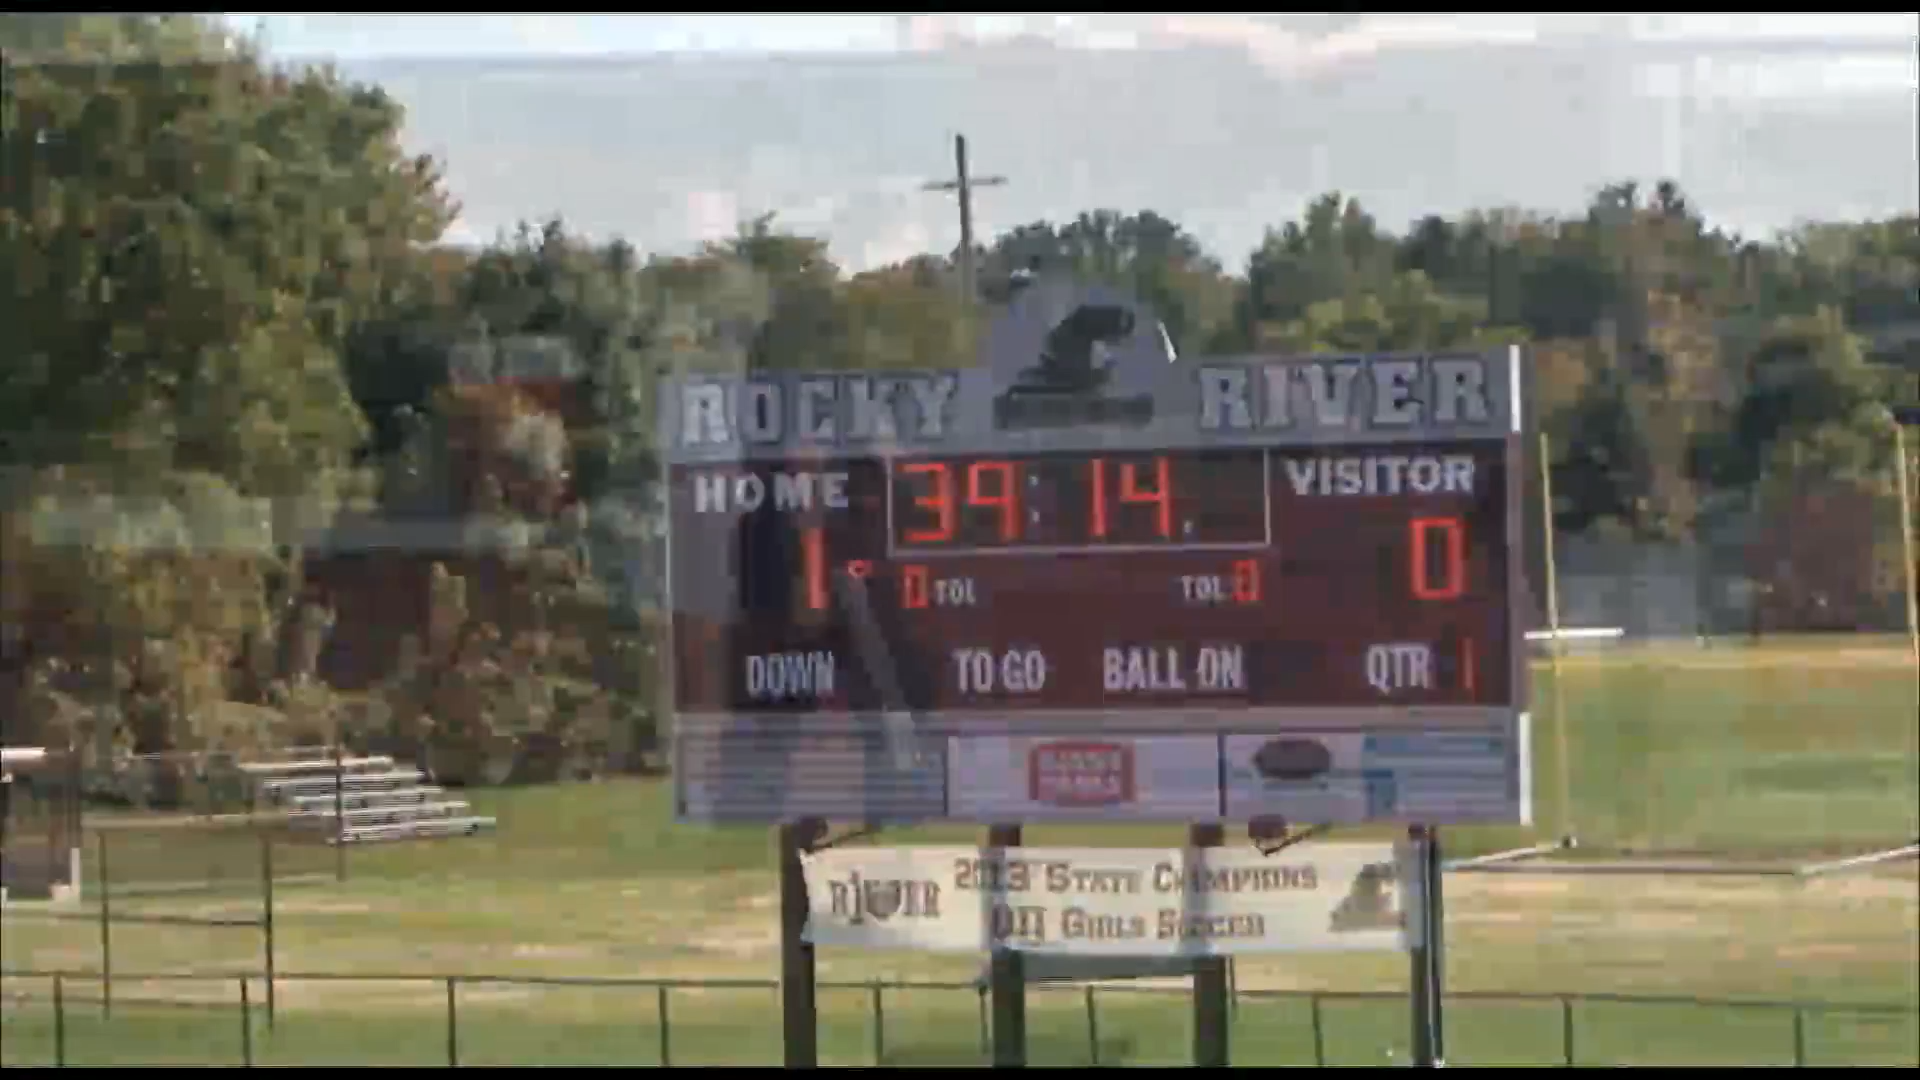 ROCKY RIVER
HOME 39:14 VISITOR
1 0 TOL TOL 0 0
DOWN TO GO BALL ON QTR 1
RIVER 2013 STATE CHAMPIONS
DII GIRLS SOCCER